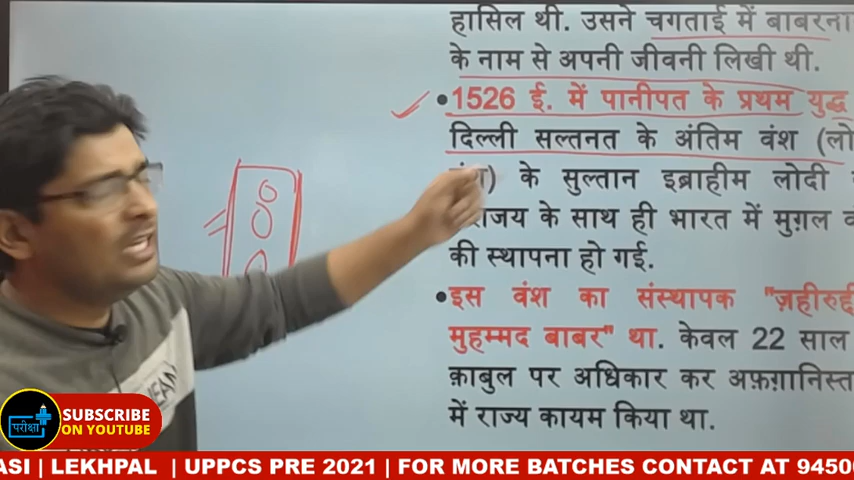 हासिल थी. उसने चगताई में बाबरना
के नाम से अपनी जीवनी लिखी थी.
•1526 ई. में पानीपत के प्रथम युद्ध
दिल्ली सल्तनत के अंतिम वंश (लो
के सुल्तान इब्राहीम लोदी
के साथ ही भारत में मुग़ल
की स्थापना हो गई.
•इस वंश का संस्थापक "ज़हीरुद्दी
मुहम्मद बाबर" था. केवल 22 साल
क़ाबुल पर अधिकार कर अफ़ग़ानिस्ता
में राज्य कायम किया था.
परीक्षा
SUBSCRIBE
ON YOUTUBE
ASI | LEKHPAL | UPPCS PRE 2021 | FOR MORE BATCHES CONTACT AT 9450